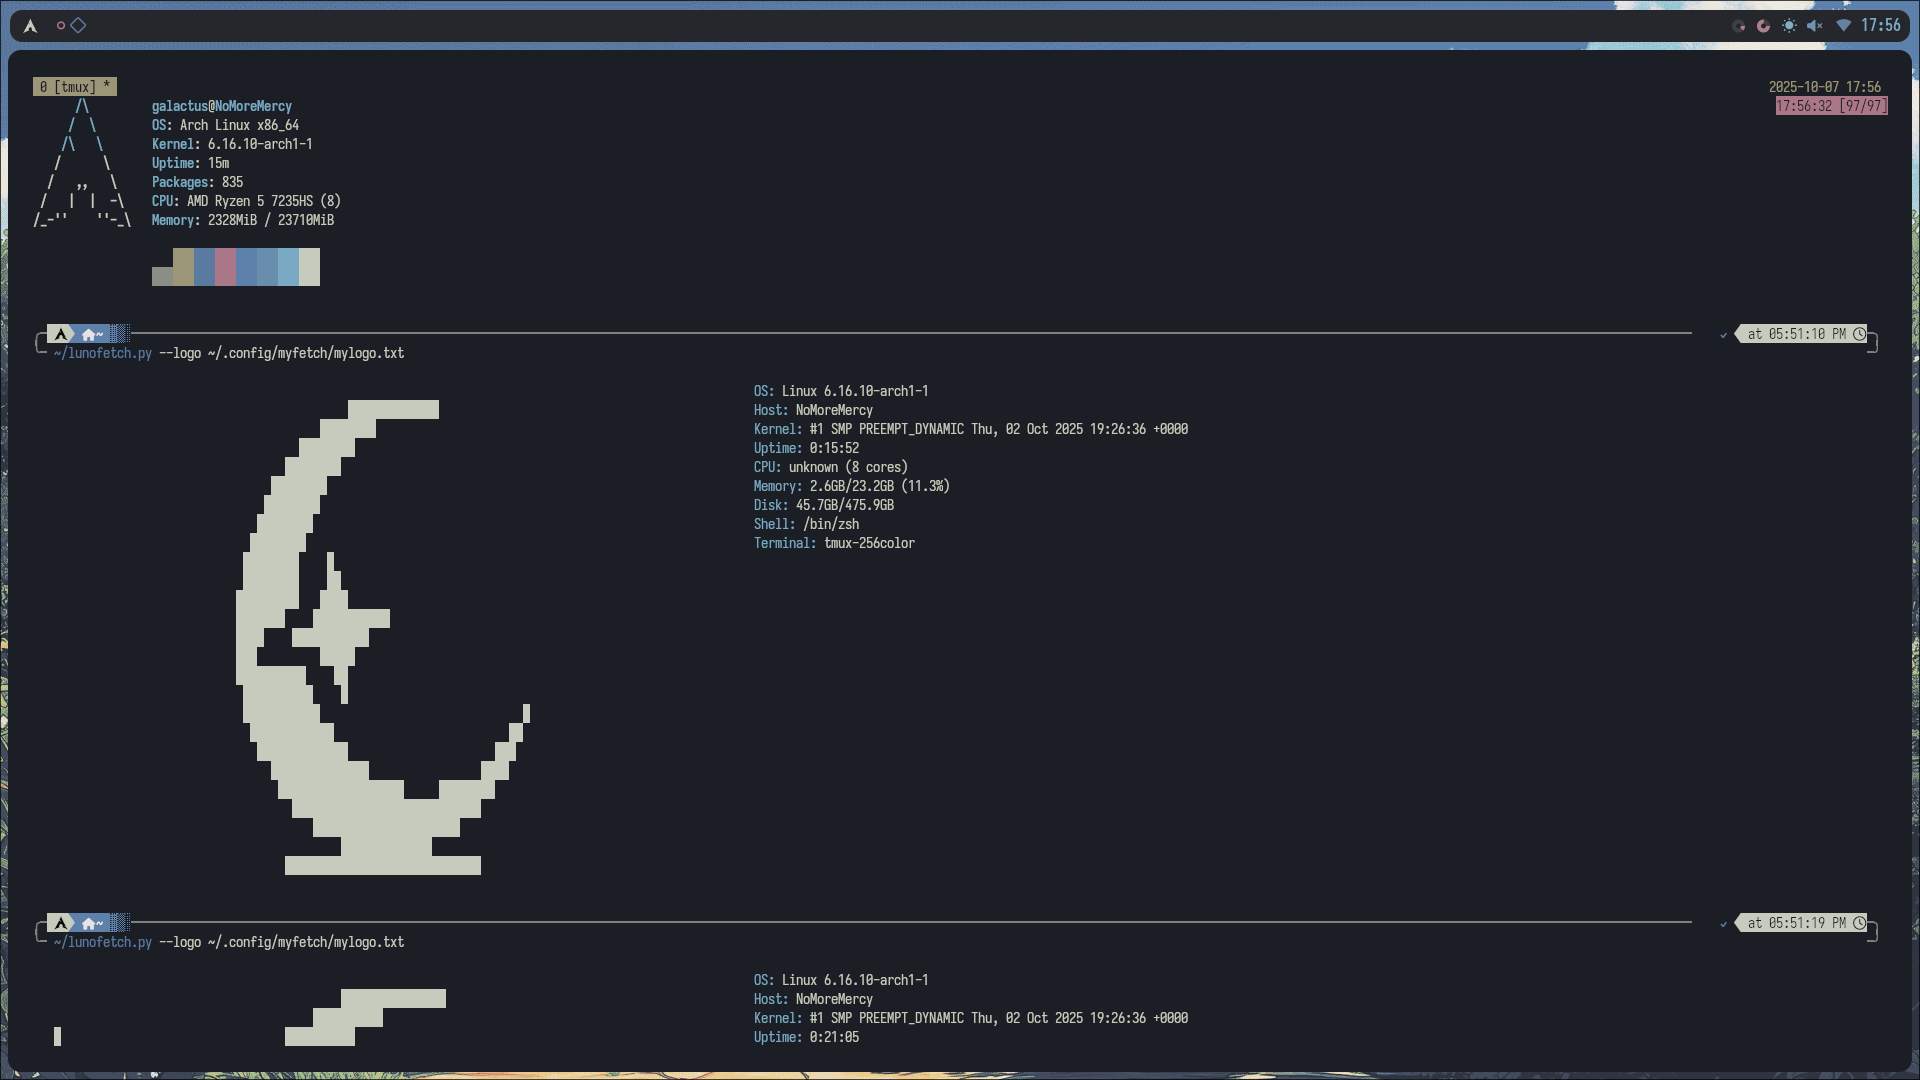 17:56
0 [tmux] *
2025-10-07 17:56
17:56:32 [97/97]
galactus@NoMoreMercy
OS: Arch Linux x86_64
Kernel: 6.16.10-arch1-1
Uptime: 15m
Packages: 835
CPU: AMD Ryzen 5 7235HS (8)
Memory: 2328MiB / 23710MiB
~
at 05:51:10 PM
~/lunofetch.py --logo ~/.config/myfetch/mylogo.txt
OS: Linux 6.16.10-arch1-1
Host: NoMoreMercy
Kernel: #1 SMP PREEMPT_DYNAMIC Thu, 02 Oct 2025 19:26:36 +0000
Uptime: 0:15:52
CPU: unknown (8 cores)
Memory: 2.6GB/23.2GB (11.3%)
Disk: 45.7GB/475.9GB
Shell: /bin/zsh
Terminal: tmux-256color
~
at 05:51:19 PM
~/lunofetch.py --logo ~/.config/myfetch/mylogo.txt
OS: Linux 6.16.10-arch1-1
Host: NoMoreMercy
Kernel: #1 SMP PREEMPT_DYNAMIC Thu, 02 Oct 2025 19:26:36 +0000
Uptime: 0:21:05